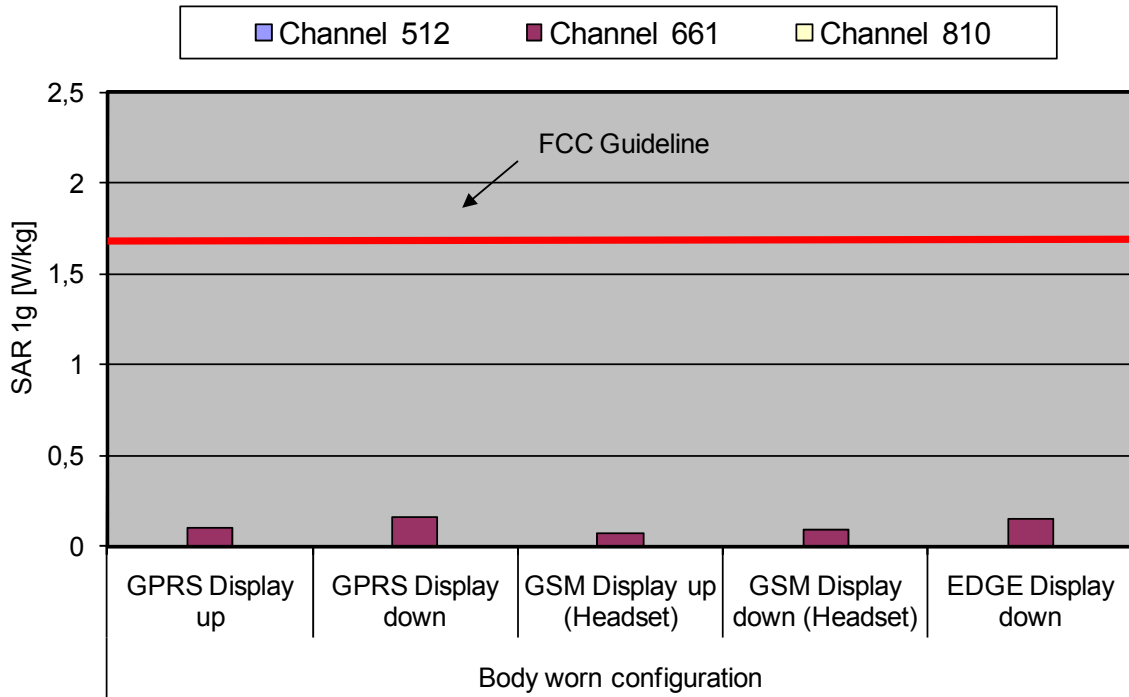 Channel 512 Channel 661 Channel 810
2,5
2
1,5
1
0,5
0
SAR 1g [W/kg]
FCC Guideline
GPRS Display up
GPRS Display down
GSM Display up (Headset)
GSM Display down (Headset)
EDGE Display down
Body worn configuration